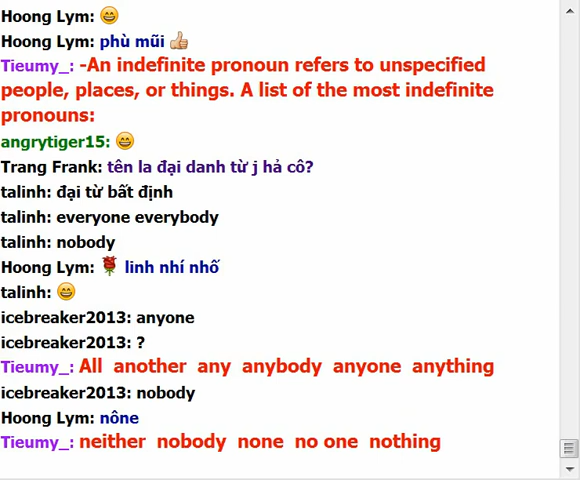 Hoong Lym: 😄
Hoong Lym: phù mũi 👍
Tieumy_: -An indefinite pronoun refers to unspecified
people, places, or things. A list of the most indefinite
pronouns:
angrytiger15: 😄
Trang Frank: tên la đại danh từ j hả cô?
talinh: đại từ bất định
talinh: everyone everybody
talinh: nobody
Hoong Lym: 🌹 linh nhí nhố
talinh: 😄
icebreaker2013: anyone
icebreaker2013: ?
Tieumy_: All another any anybody anyone anything
icebreaker2013: nobody
Hoong Lym: nône
Tieumy_: neither nobody none no one nothing